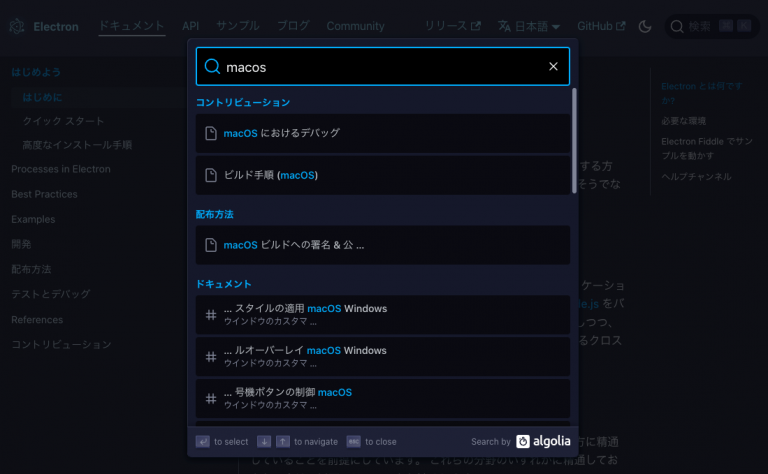 Electron ドキュメント API サンプル ブログ Community リリース 日本語 GitHub 検索
macos
はじめよう
はじめに
クイック スタート
高度なインストール手順
Processes in Electron
Best Practices
Examples
開発
配布方法
テストとデバッグ
References
コントリビューション
コントリビューション
macOS におけるデバッグ
ビルド手順 (macOS)
配布方法
macOS ビルドへの署名 & 公 ...
ドキュメント
... スタイルの適用 macOS Windows
ウインドウのカスタマ ...
... ルオーバーレイ macOS Windows
ウインドウのカスタマ ...
... 号機ボタンの制御 macOS
ウインドウのカスタマ ...
to select to navigate esc to close Search by algolia
Electron とは何です
か?
必要な環境
Electron Fiddle でサ
ンプルを動かす
ヘルプチャンネル
する方
そうでな
ケーショ
e.js をバ
しつつ、
るクロス
方に精通
していることを前提にしています。これらの分野のいずれかに精通してお